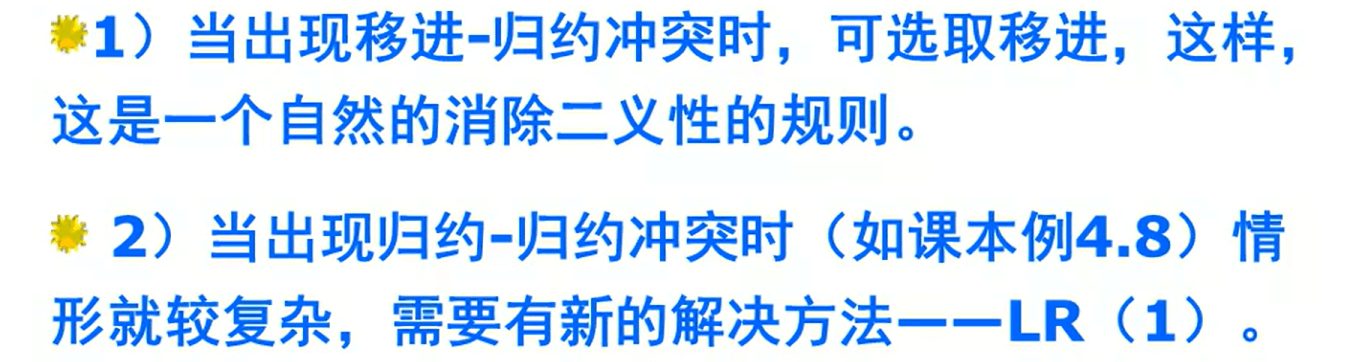 1）当出现移进-归约冲突时，可选取移进，这样，
这是一个自然的消除二义性的规则。
2）当出现归约-归约冲突时（如课本例4.8）情
形就较复杂，需要有新的解决方法——LR（1）。